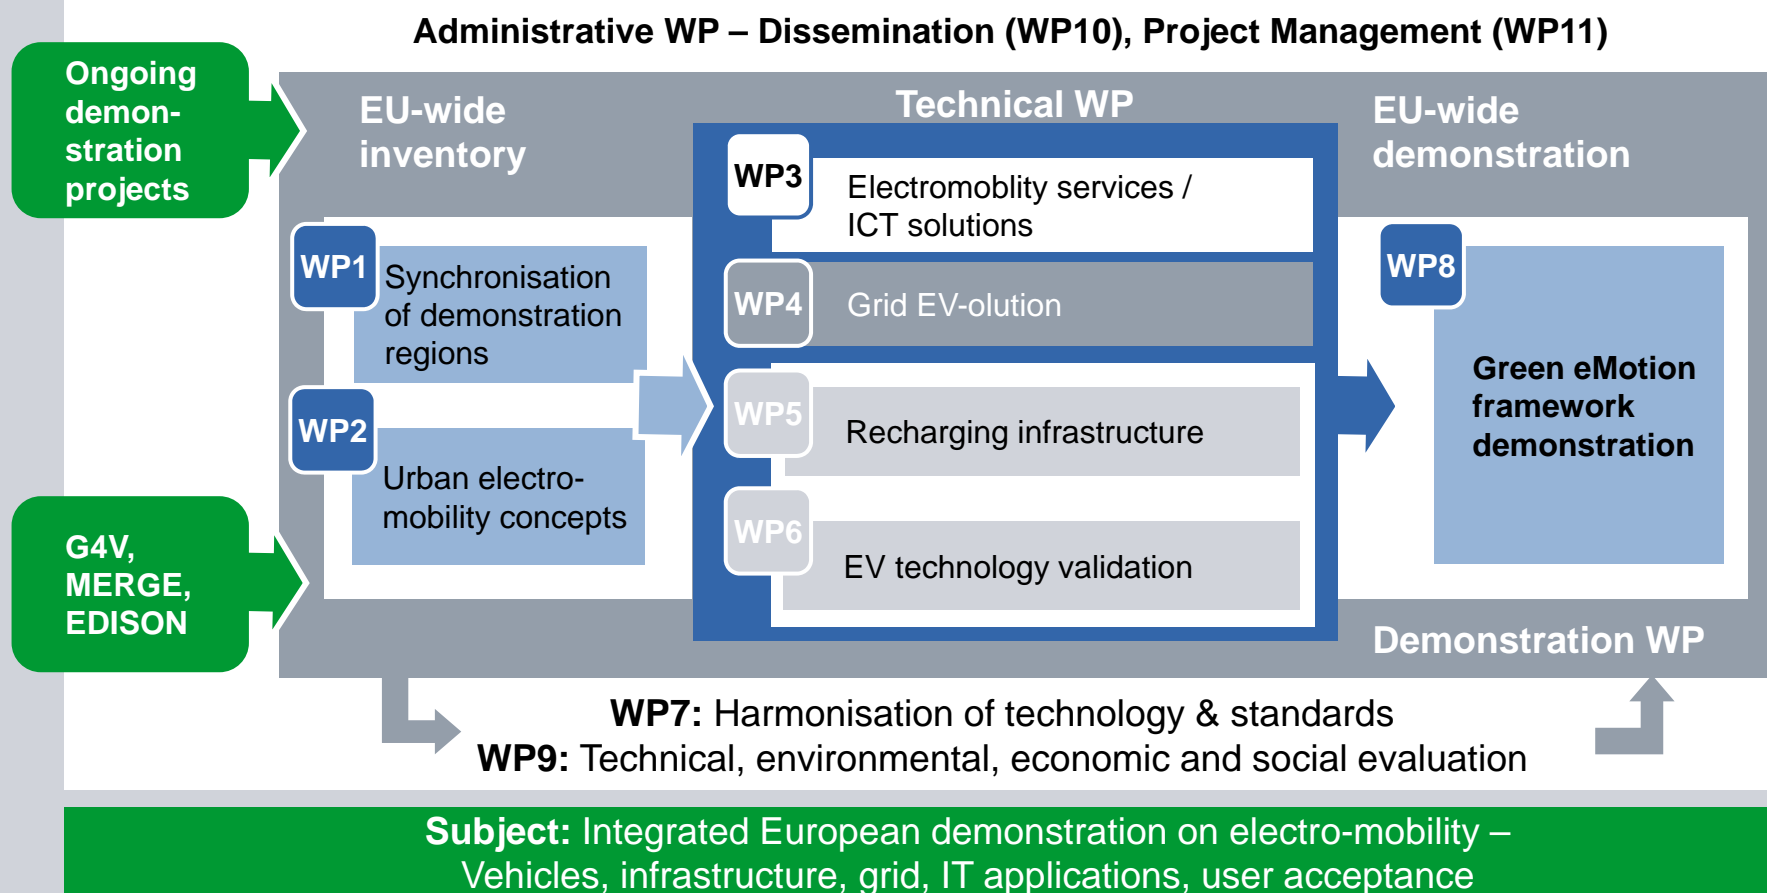 Administrative WP – Dissemination (WP10), Project Management (WP11)
Ongoing
demon-
stration
projects
G4V,
MERGE,
EDISON
EU-wide
inventory
WP1
Synchronisation
of demonstration
regions
WP2
Urban electro-
mobility concepts
Technical WP
WP3
Electromoblity services /
ICT solutions
WP4
Grid EV-olution
WP5
Recharging infrastructure
WP6
EV technology validation
EU-wide
demonstration
WP8
Green eMotion
framework
demonstration
Demonstration WP
WP7: Harmonisation of technology & standards
WP9: Technical, environmental, economic and social evaluation
Subject: Integrated European demonstration on electro-mobility –
Vehicles, infrastructure, grid, IT applications, user acceptance